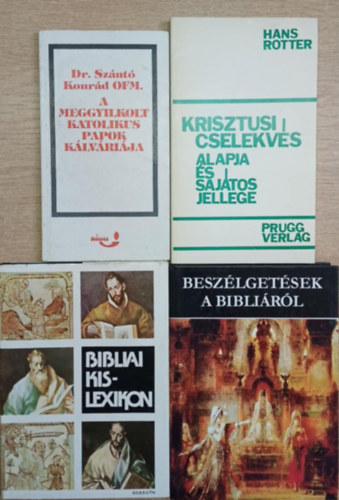 Dr. Szántó
Konrád OFM.
A
MEGGYILKOLT
KATOLIKUS
PAPOK
KÁLVÁRIÁJA
HANS
ROTTER
KRISZTUSI
CSELEKVÉS
ALAPJA
ÉS
SAJÁTOS
JELLEGE
PRUGG
VERLAG
BIBLIAI
KIS-
LEXIKON
KOSSUTH
BESZÉLGETÉSEK
A BIBLIÁRÓL